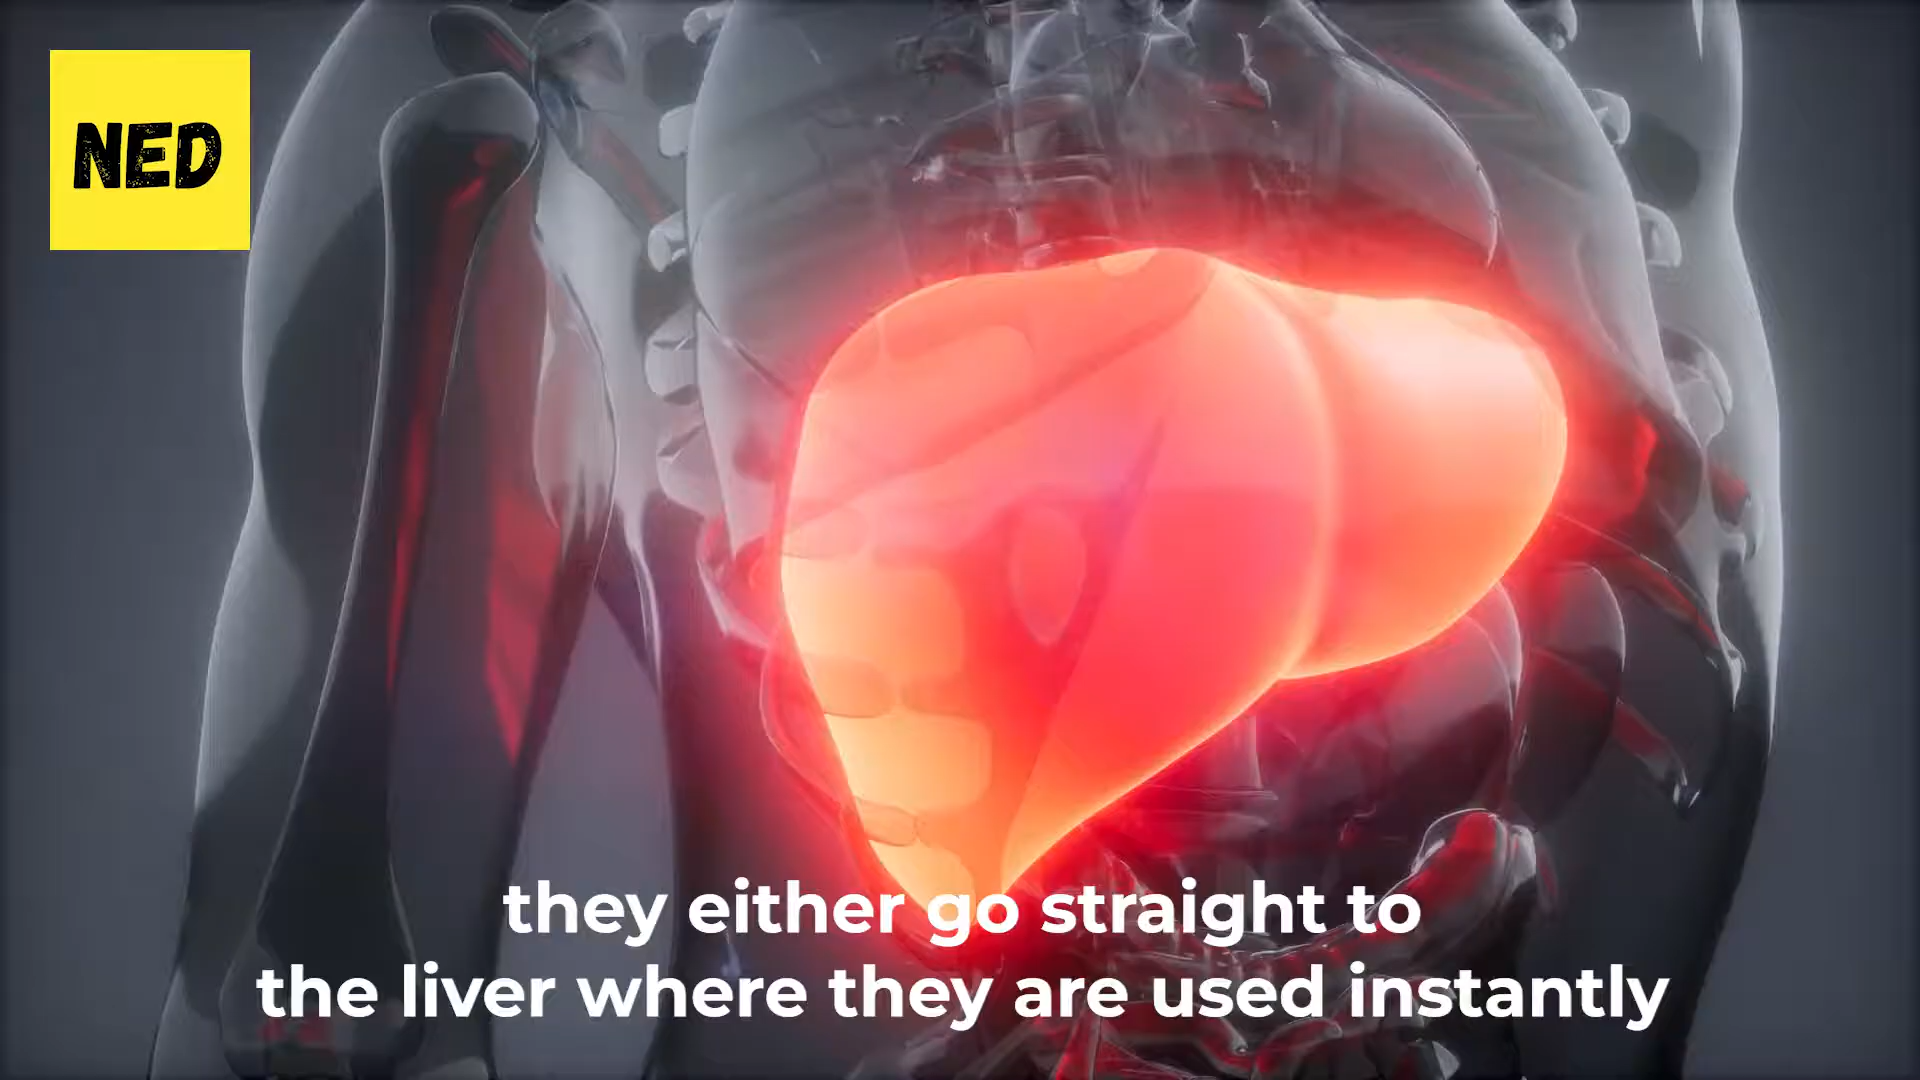 NED
they either go straight to
the liver where they are used instantly